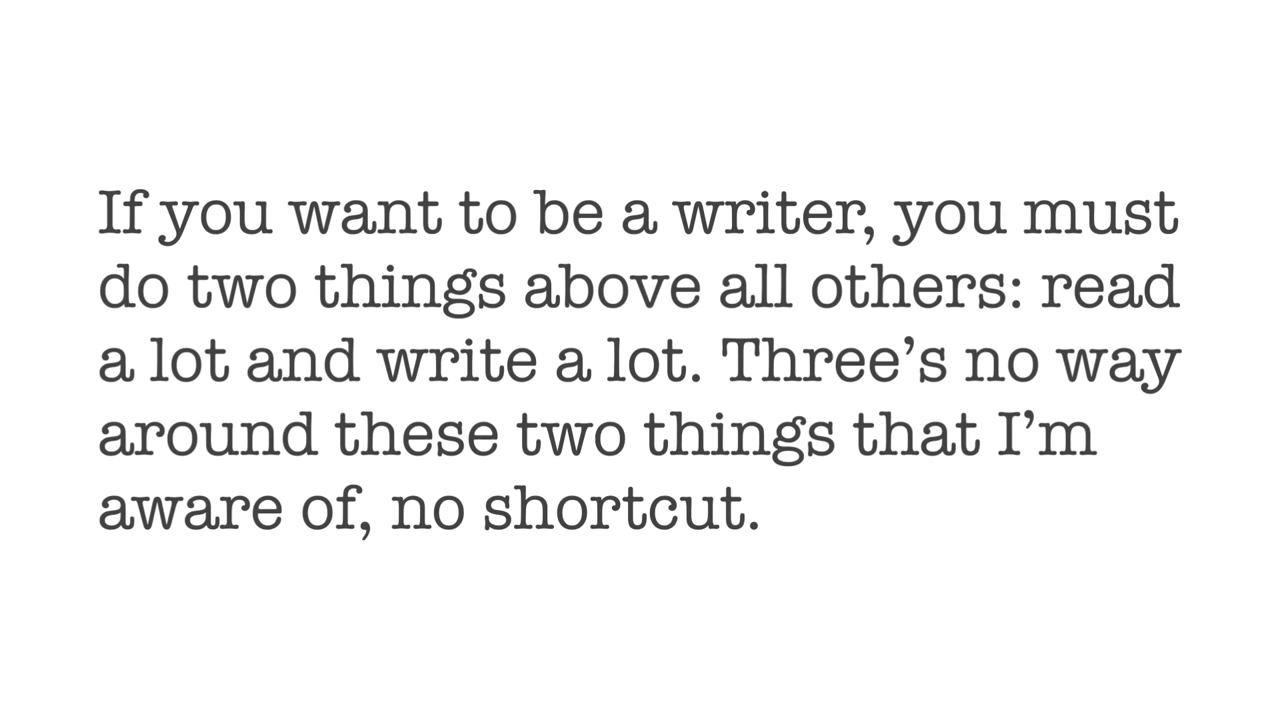 If you want to be a writer, you must
do two things above all others: read
a lot and write a lot. Three’s no way
around these two things that I’m
aware of, no shortcut.